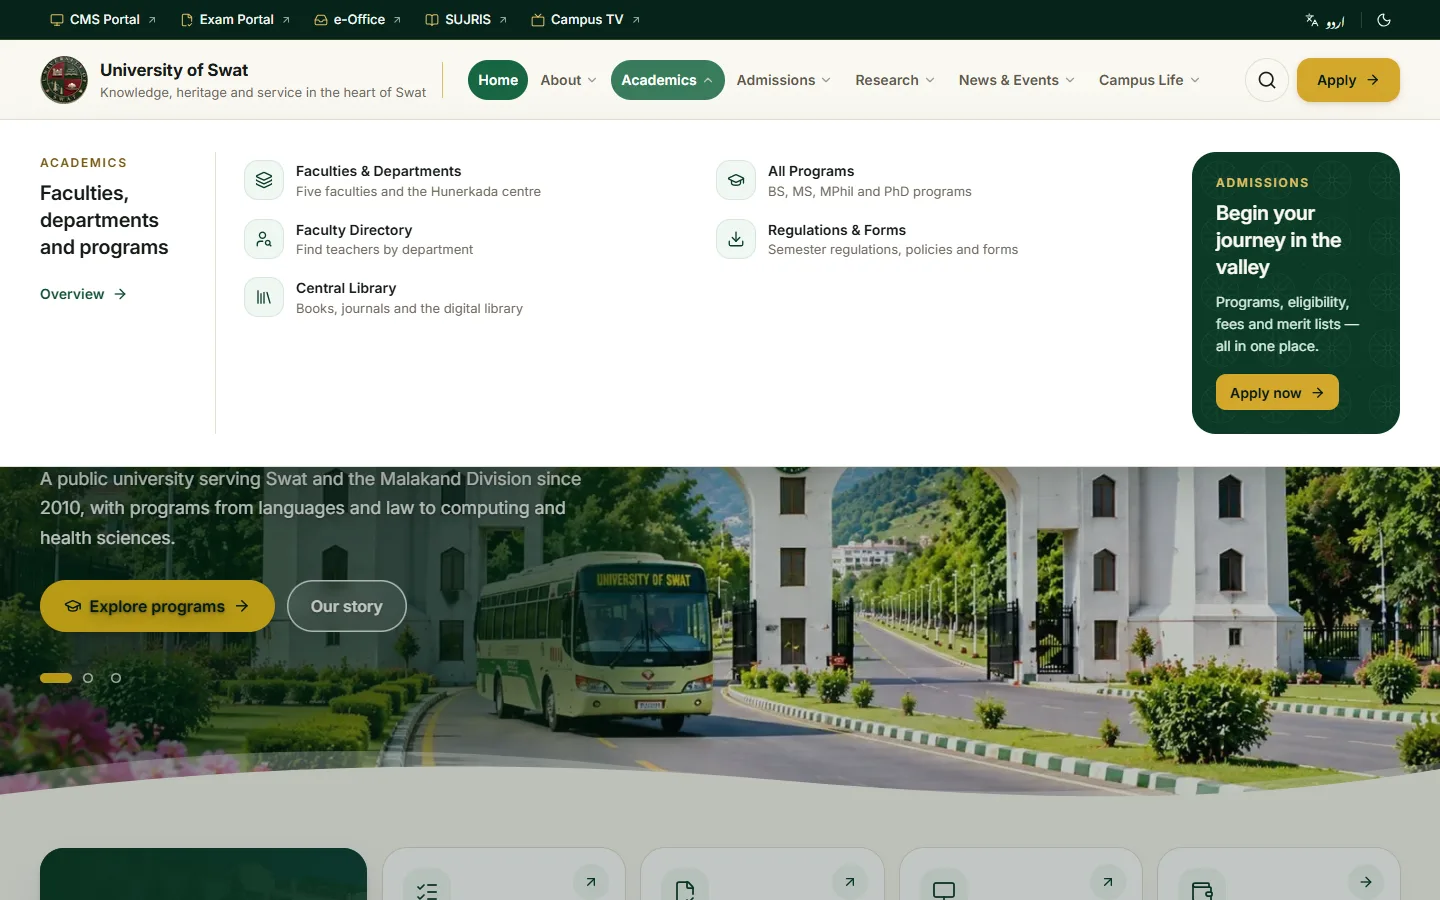 CMS Portal
Exam Portal
e-Office
SUJRIS
Campus TV
اردو
University of Swat
Knowledge, heritage and service in the heart of Swat
Home
About
Academics
Admissions
Research
News & Events
Campus Life
Apply
ACADEMICS
Faculties,
departments
and programs
Overview
Faculties & Departments
Five faculties and the Hunerkada centre
All Programs
BS, MS, MPhil and PhD programs
Faculty Directory
Find teachers by department
Regulations & Forms
Semester regulations, policies and forms
Central Library
Books, journals and the digital library
ADMISSIONS
Begin your
journey in the
valley
Programs, eligibility,
fees and merit lists —
all in one place.
Apply now
A public university serving Swat and the Malakand Division since
2010, with programs from languages and law to computing and
health sciences.
Explore programs
Our story
UNIVERSITY OF SWAT